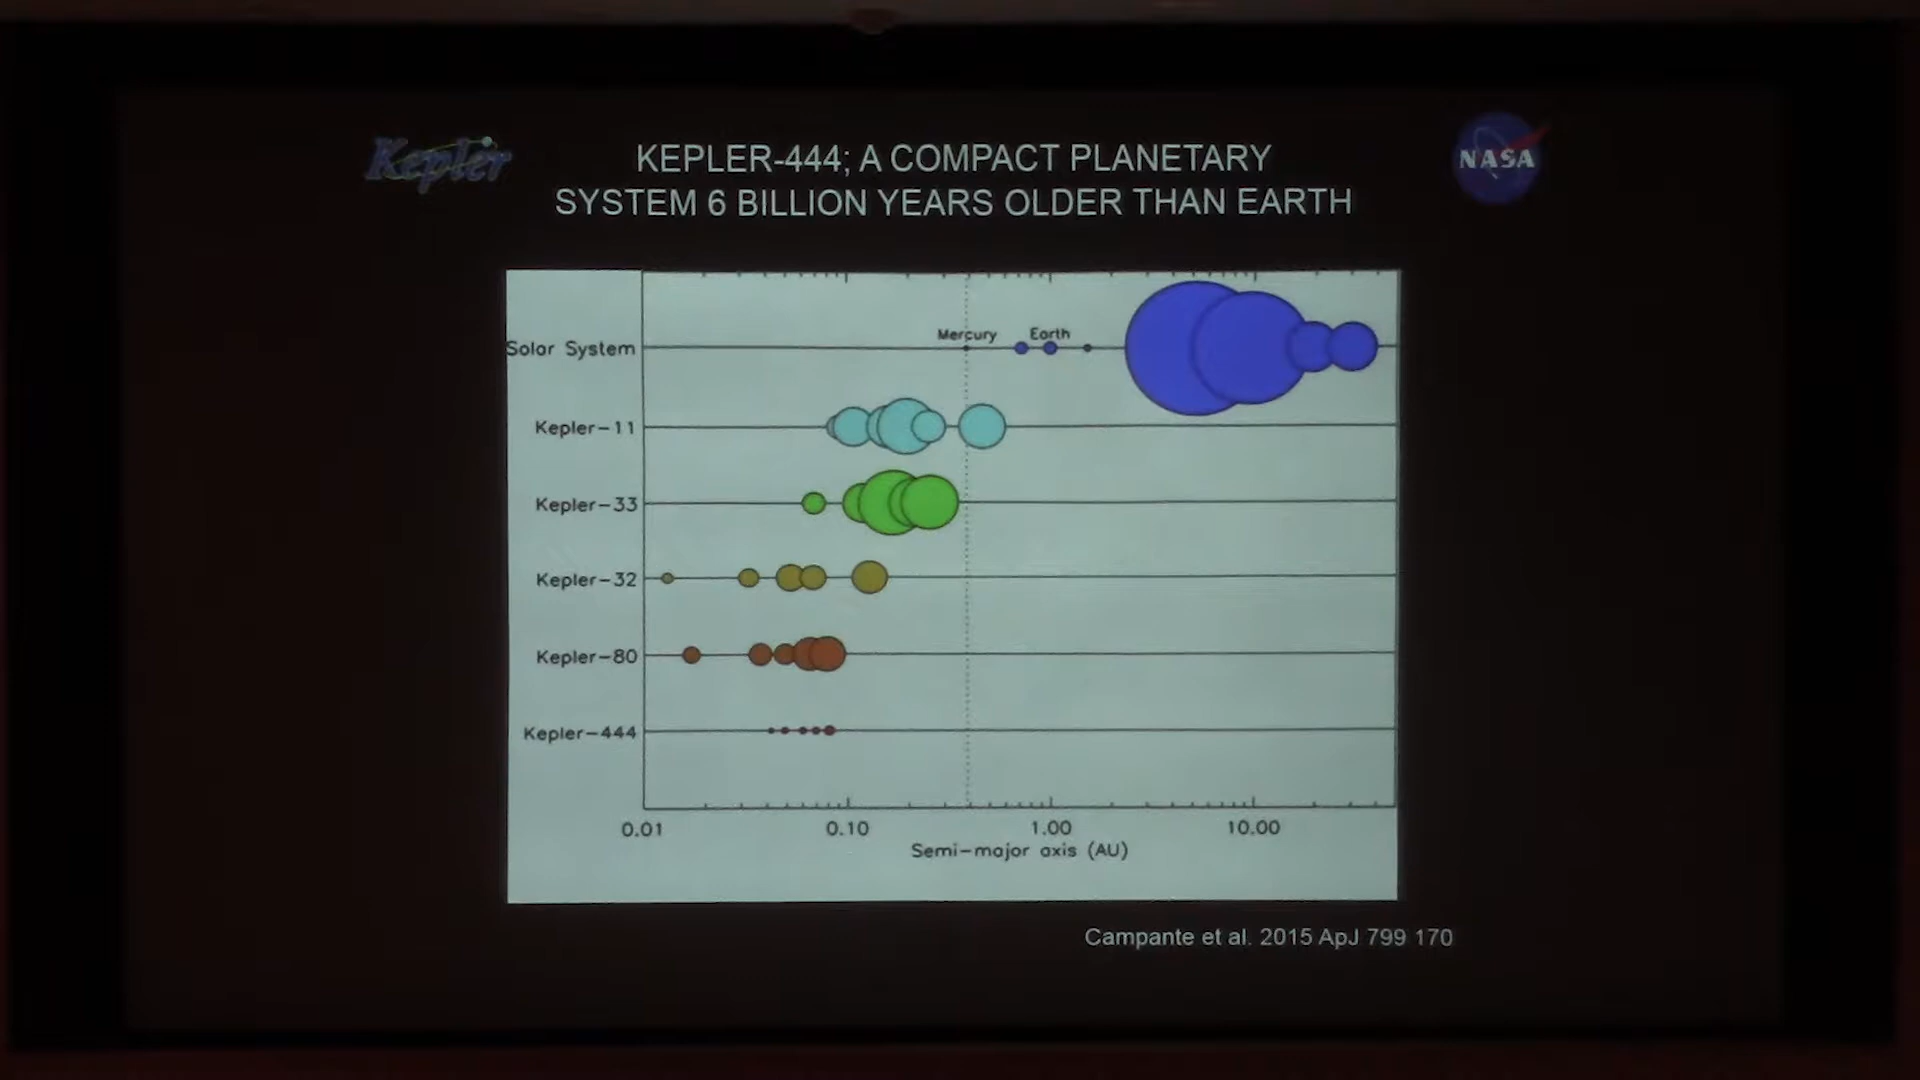 Kepler
KEPLER-444; A COMPACT PLANETARY
SYSTEM 6 BILLION YEARS OLDER THAN EARTH
NASA
Mercury Earth
Solar System
Kepler-11
Kepler-33
Kepler-32
Kepler-80
Kepler-444
0.01 0.10 1.00 10.00
Semi-major axis (AU)
Campante et al. 2015 ApJ 799 170